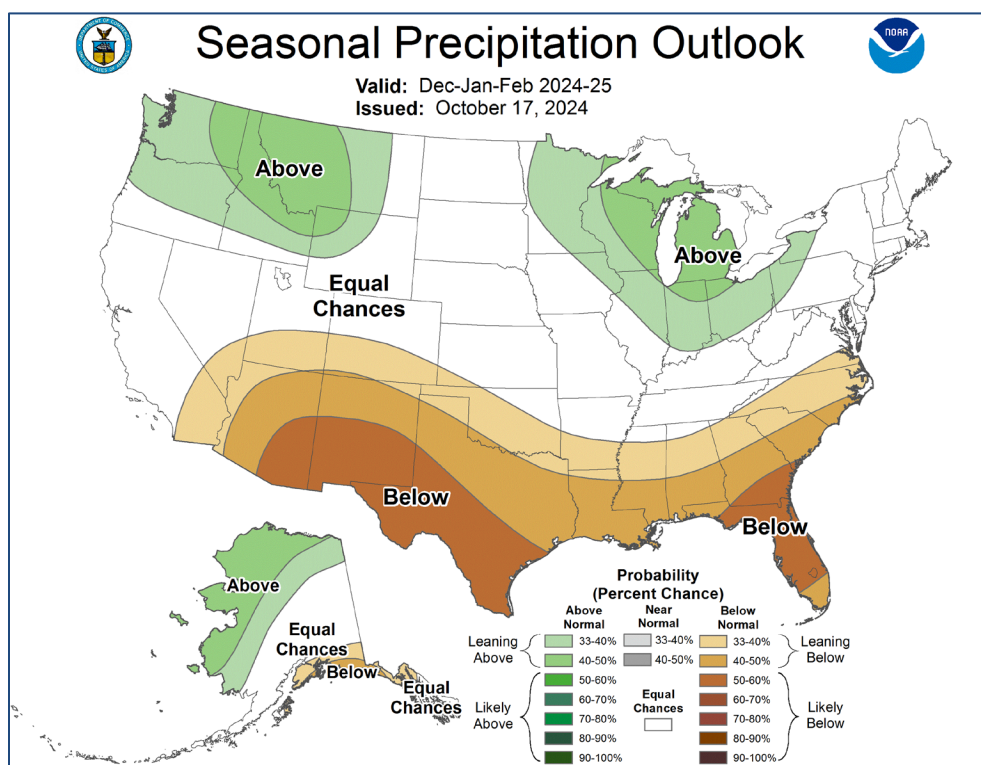 Seasonal Precipitation Outlook
Valid: Dec-Jan-Feb 2024-25
Issued: October 17, 2024
NOAA
Above
Above
Equal
Chances
Below
Below
Above
Equal
Chances
Below
Equal
Chances
Probability
(Percent Chance)
Above
Normal
Near
Normal
Below
Normal
Leaning
Above
33-40%
33-40%
33-40%
Leaning
Below
40-50%
40-50%
40-50%
Likely
Above
50-60%
Equal
Chances
50-60%
Likely
Below
60-70%
60-70%
70-80%
70-80%
80-90%
80-90%
90-100%
90-100%